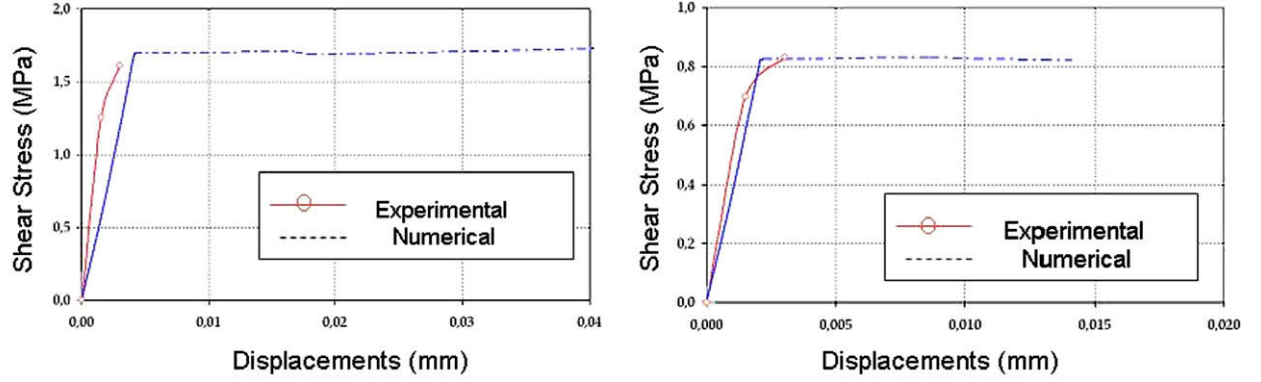 2,0
1,5
1,0
0,5
0,0
Shear Stress (MPa)
Experimental
Numerical
0,00 0,01 0,02 0,03 0,04
Displacements (mm)
1,0
0,8
0,6
0,4
0,2
0,0
Shear Stress (MPa)
Experimental
Numerical
0,000 0,005 0,010 0,015 0,020
Displacements (mm)